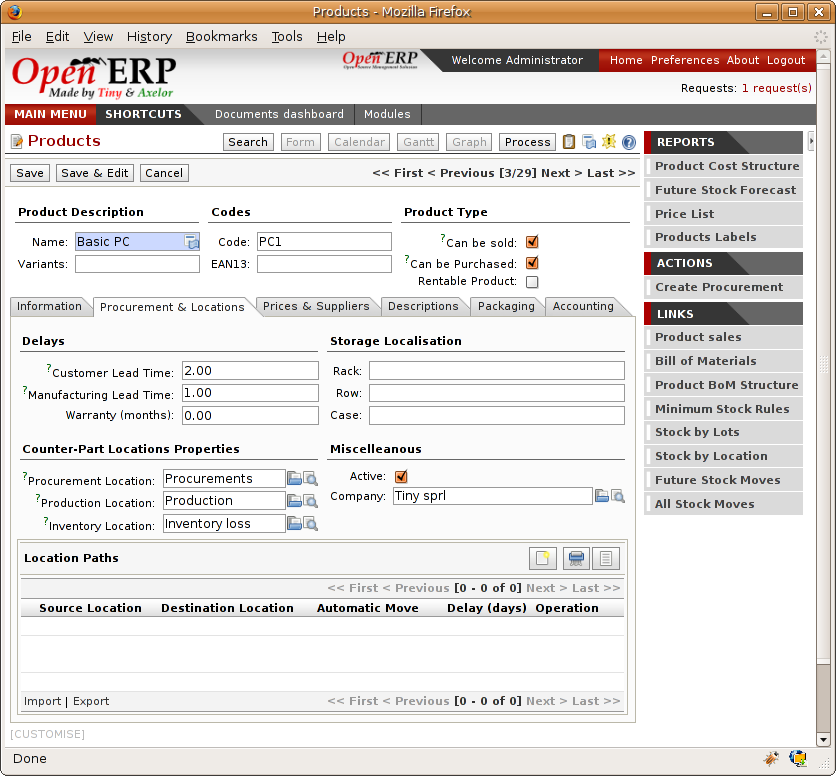 Products - Mozilla Firefox
File Edit View History Bookmarks Tools Help
Open ERP
Made by Tiny & Axelor
Open ERP
Open Source Management Solution
Welcome Administrator
Home Preferences About Logout
Requests: 1 request(s)
MAIN MENU SHORTCUTS Documents dashboard Modules
Products
Search Form Calendar Gantt Graph Process
Save Save & Edit Cancel
<< First < Previous [3/29] Next > Last >>
Product Description Codes Product Type
Name: Basic PC Code: PC1 ? Can be sold:
Variants: EAN13: ? Can be Purchased:
Rentable Product:
Information Procurement & Locations Prices & Suppliers Descriptions Packaging Accounting
Delays Storage Localisation
? Customer Lead Time: 2.00 Rack:
? Manufacturing Lead Time: 1.00 Row:
Warranty (months): 0.00 Case:
Counter-Part Locations Properties Miscelleanous
? Procurement Location: Procurements Active:
? Production Location: Production Company: Tiny sprl
? Inventory Location: Inventory loss
Location Paths
<< First < Previous [0 - 0 of 0] Next > Last >>
Source Location Destination Location Automatic Move Delay (days) Operation
Import | Export << First < Previous [0 - 0 of 0] Next > Last >>
[CUSTOMISE]
REPORTS
Product Cost Structure
Future Stock Forecast
Price List
Products Labels
ACTIONS
Create Procurement
LINKS
Product sales
Bill of Materials
Product BoM Structure
Minimum Stock Rules
Stock by Lots
Stock by Location
Future Stock Moves
All Stock Moves
Done